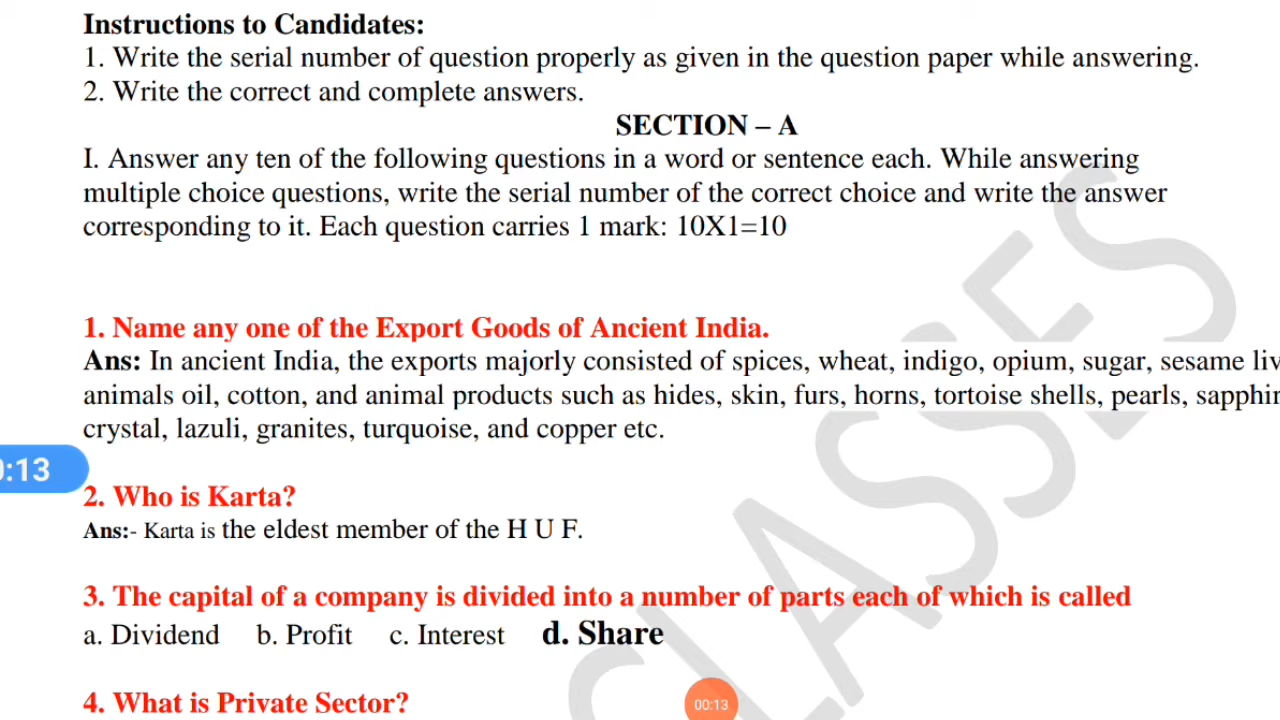 Instructions to Candidates:
1. Write the serial number of question properly as given in the question paper while answering.
2. Write the correct and complete answers.
SECTION – A
I. Answer any ten of the following questions in a word or sentence each. While answering
multiple choice questions, write the serial number of the correct choice and write the answer
corresponding to it. Each question carries 1 mark: 10X1=10
1. Name any one of the Export Goods of Ancient India.
Ans: In ancient India, the exports majorly consisted of spices, wheat, indigo, opium, sugar, sesame
animals oil, cotton, and animal products such as hides, skin, furs, horns, tortoise shells, pearls,
crystal, lazuli, granites, turquoise, and copper etc.
:13
2. Who is Karta?
Ans:- Karta is the eldest member of the H U F.
3. The capital of a company is divided into a number of parts each of which is called
a. Dividend b. Profit c. Interest d. Share
4. What is Private Sector?
00:13
CLASSES